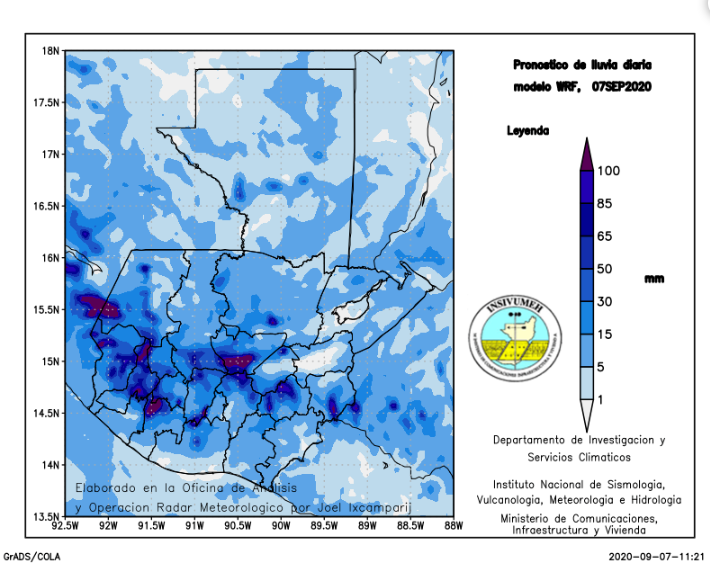 Pronostico de lluvia diaria
modelo WRF, 07SEP2020
Leyenda
100
85
65
50
30
15
5
1
mm
INSIVUMEH
18N
17.5N
17N
16.5N
16N
15.5N
15N
14.5N
14N
13.5N
92.5W 92W 91.5W 91W 90.5W 90W 89.5W 89W 88.5W 88W
Elaborado en la Oficina de Analisis
y Operacion Radar Meteorologico por Joel Ixcamparij
Departamento de Investigacion y
Servicios Climaticos
Instituto Nacional de Sismologia,
Vulcanologia, Meteorologia e Hidrologia
Ministerio de Comunicaciones,
Infraestructura y Vivienda
GrADS/COLA
2020-09-07-11:21